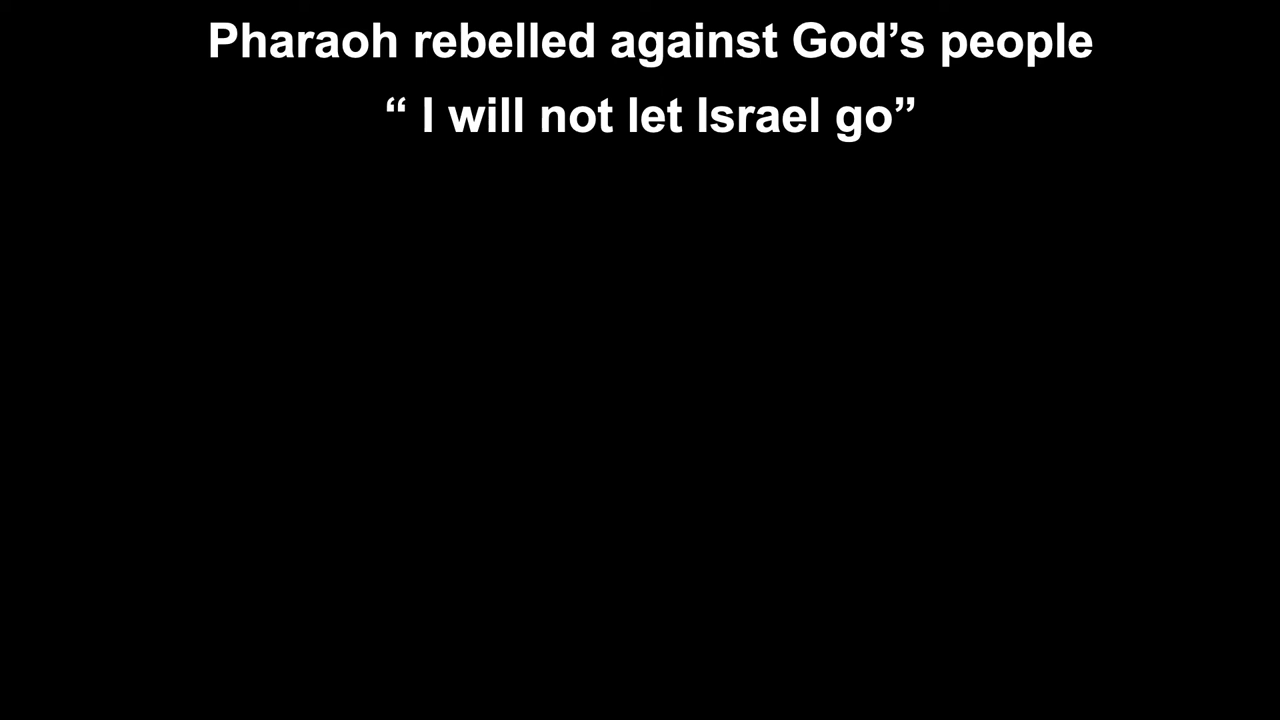 Pharaoh rebelled against God’s people
“ I will not let Israel go”